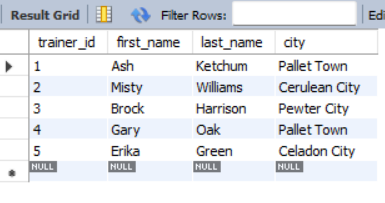 Result Grid Filter Rows: Edi
trainer_id first_name last_name city
1 Ash Ketchum Pallet Town
2 Misty Williams Cerulean City
3 Brock Harrison Pewter City
4 Gary Oak Pallet Town
5 Erika Green Celadon City
NULL NULL NULL NULL